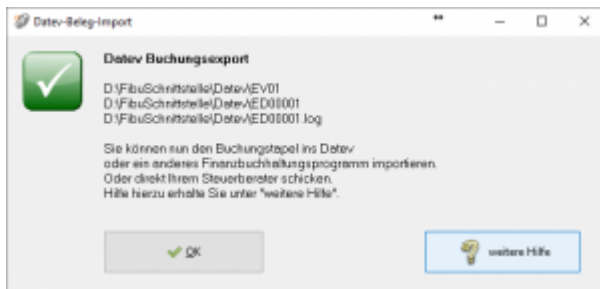 Datev-Beleg-Import
Datev Buchungsexport
D:\FibuSchnittstelle\Datev\EV01
D:\FibuSchnittstelle\Datev\ED00001
D:\FibuSchnittstelle\Datev\ED00001.log
Sie können nun den Buchungstapel ins Datev
oder ein anderes Finanzbuchhaltungsprogramm importieren.
Oder direkt Ihrem Steuerberater schicken.
Hilfe hierzu erhalte Sie unter "weitere Hilfe".
OK
weitere Hilfe